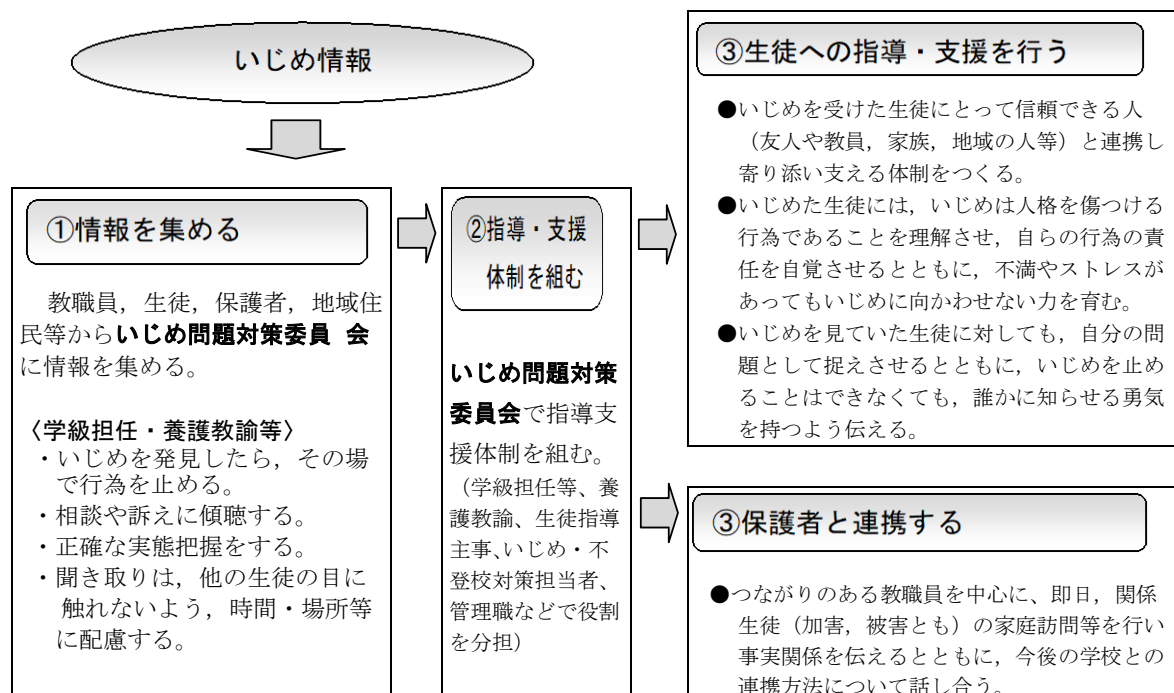 いじめ情報
①情報を集める
教職員，生徒，保護者，地域住
民等からいじめ問題対策委員 会
に情報を集める。
〈学級担任・養護教諭等〉
・いじめを発見したら，その場
で行為を止める。
・相談や訴えに傾聴する。
・正確な実態把握をする。
・聞き取りは，他の生徒の目に
触れないよう，時間・場所等
に配慮する。
②指導・支援
体制を組む
いじめ問題対策
委員会で指導支
援体制を組む。
（学級担任等、養
護教諭、生徒指導
主事、いじめ・不
登校対策担当者、
管理職などで役割
を分担）
③生徒への指導・支援を行う
●いじめを受けた生徒にとって信頼できる人
（友人や教員，家族，地域の人等）と連携し
寄り添い支える体制をつくる。
●いじめた生徒には，いじめは人格を傷つける
行為であることを理解させ，自らの行為の責
任を自覚させるとともに，不満やストレスが
あってもいじめに向かわせない力を育む。
●いじめを見ていた生徒に対しても，自分の問
題として捉えさせるとともに，いじめを止め
ることはできなくても，誰かに知らせる勇気
を持つよう伝える。
③保護者と連携する
●つながりのある教職員を中心に、即日，関係
生徒（加害，被害とも）の家庭訪問等を行い
事実関係を伝えるとともに，今後の学校との
連携方法について話し合う。